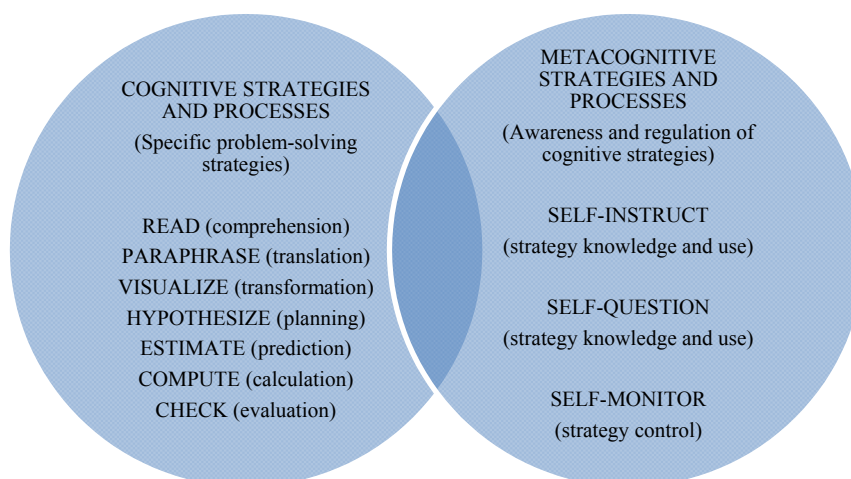 COGNITIVE STRATEGIES
AND PROCESSES
(Specific problem-solving
strategies)
READ (comprehension)
PARAPHRASE (translation)
VISUALIZE (transformation)
HYPOTHESIZE (planning)
ESTIMATE (prediction)
COMPUTE (calculation)
CHECK (evaluation)
METACOGNITIVE
STRATEGIES AND
PROCESSES
(Awareness and regulation of
cognitive strategies)
SELF-INSTRUCT
(strategy knowledge and use)
SELF-QUESTION
(strategy knowledge and use)
SELF-MONITOR
(strategy control)